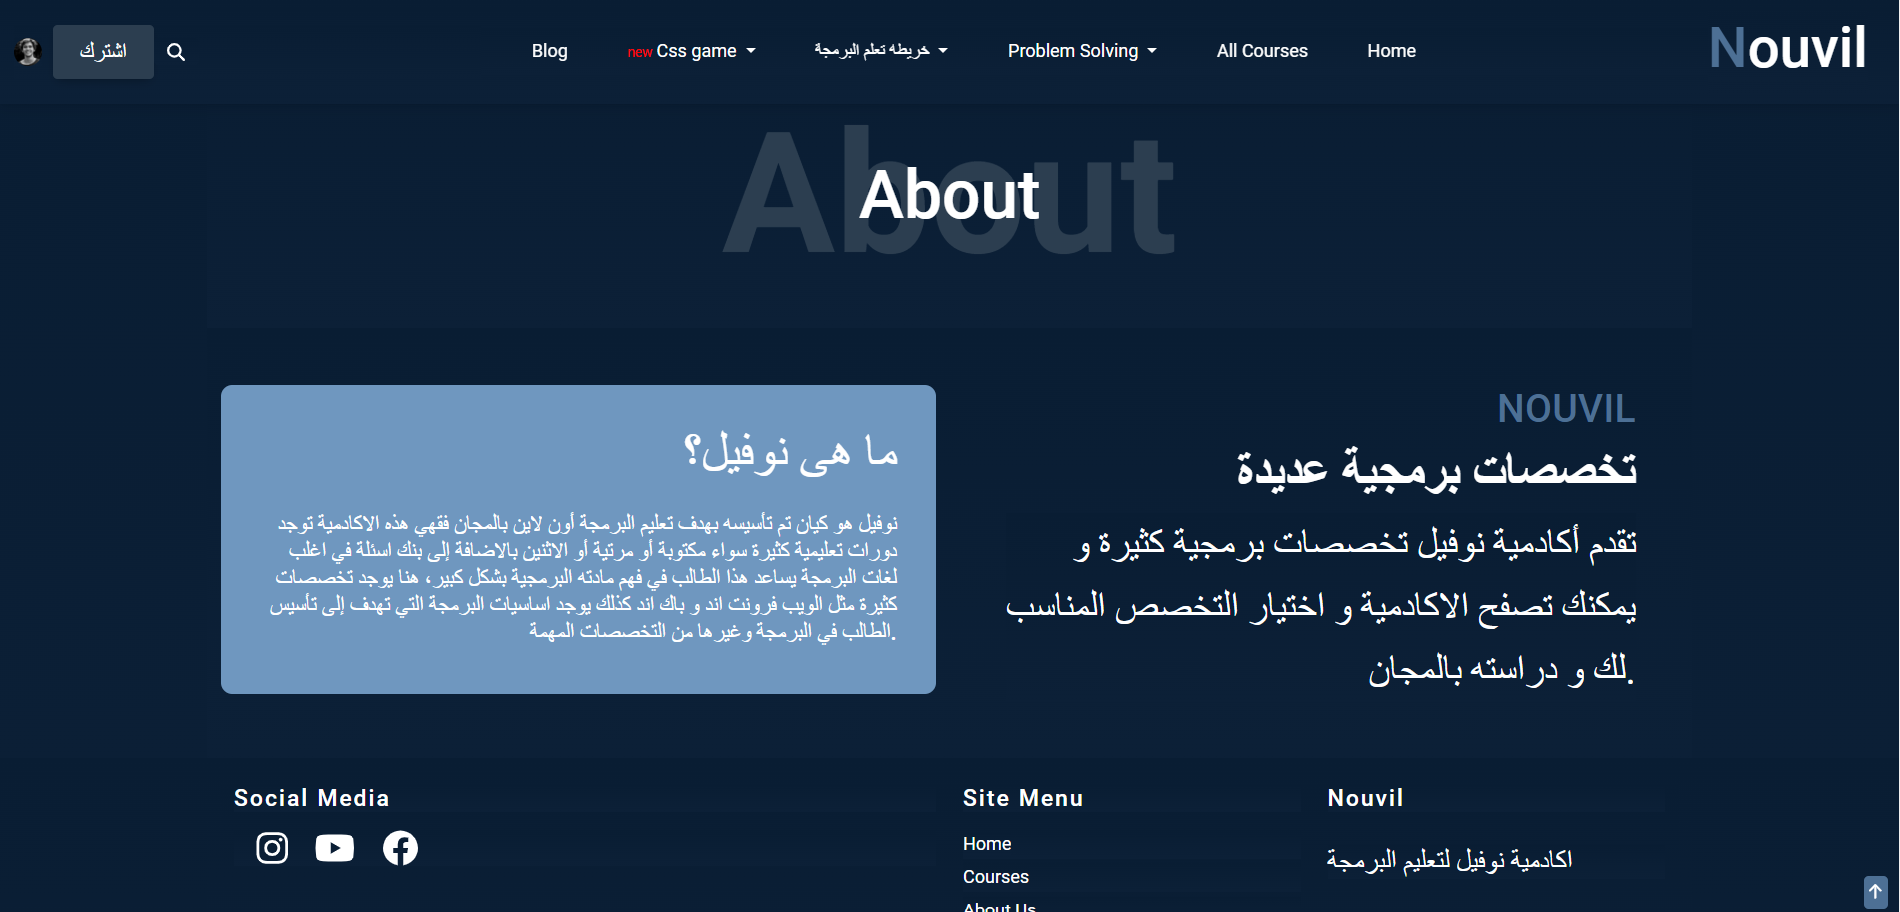 Nouvil
Home
All Courses
Problem Solving
خريطه تعلم البرمجة
new Css game
Blog
اشترك
About
About
NOUVIL
تخصصات برمجية عديدة
تقدم أكادمية نوفيل تخصصات برمجية كثيرة و
يمكنك تصفح الاكادمية و اختيار التخصص المناسب
لك و دراسته بالمجان.
ما هى نوفيل؟
نوفيل هو كيان تم تأسيسه بهدف تعليم البرمجة أون لاين بالمجان فقهي هذه الاكادمية توجد
دورات تعليمية كثيرة سواء مكتوبة أو مرتية أو الاثنين بالاضافة إلى بنك اسئلة في اغلب
لغات البرمجة يساعد هذا الطالب في فهم مادته البرمجية بشكل كبير، هنا يوجد تخصصات
كثيرة مثل الويب فرونت اند و باك اند كذلك يوجد اساسيات البرمجة التي تهدف إلى تأسيس
الطالب في البرمجة وغيرها من التخصصات المهمة.
Nouvil
اكادمية نوفيل لتعليم البرمجة
Site Menu
Home
Courses
About Us
Social Media